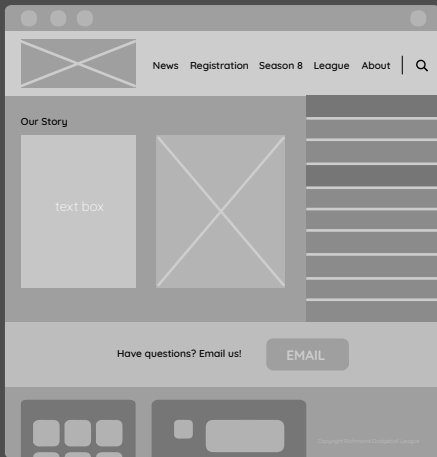 News Registration Season 8 League About
Our Story
text box
Have questions? Email us!
EMAIL